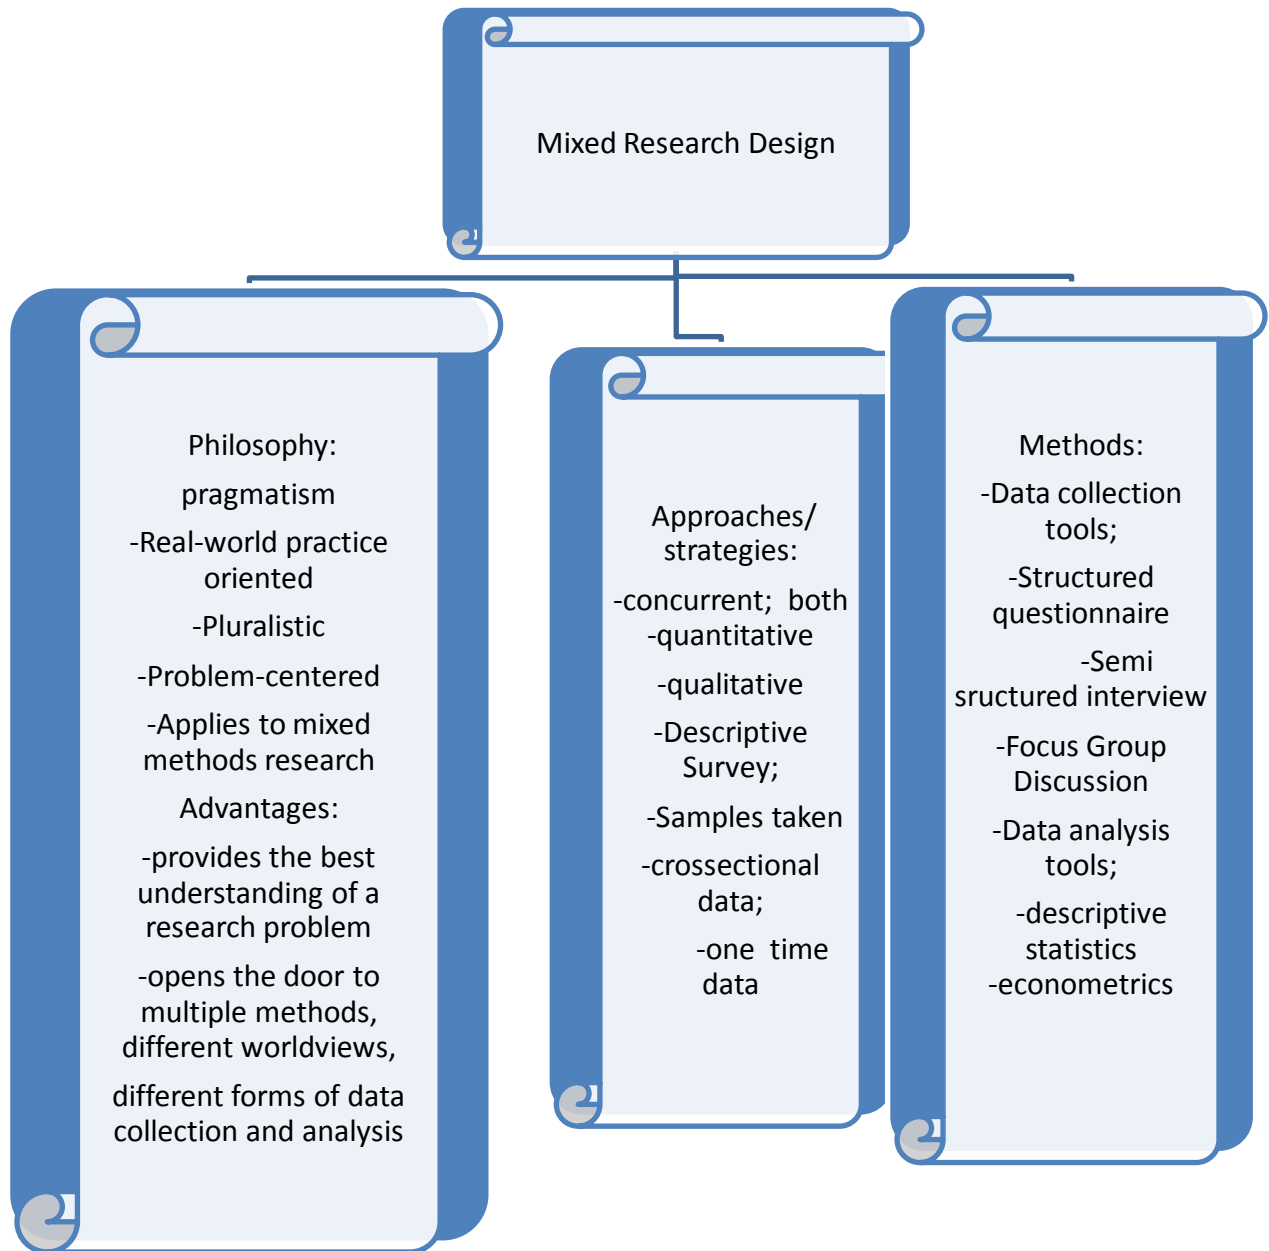 Mixed Research Design
Philosophy:
pragmatism
-Real-world practice
oriented
-Pluralistic
-Problem-centered
-Applies to mixed
methods research
Advantages:
-provides the best
understanding of a
research problem
-opens the door to
multiple methods,
different worldviews,
different forms of data
collection and analysis
Approaches/
strategies:
-concurrent;  both
-quantitative
-qualitative
-Descriptive
Survey;
-Samples taken
-crossectional
data;
-one  time
data
Methods:
-Data collection
tools;
-Structured
questionnaire
-Semi
sructured interview
-Focus Group
Discussion
-Data analysis
tools;
-descriptive
statistics
-econometrics